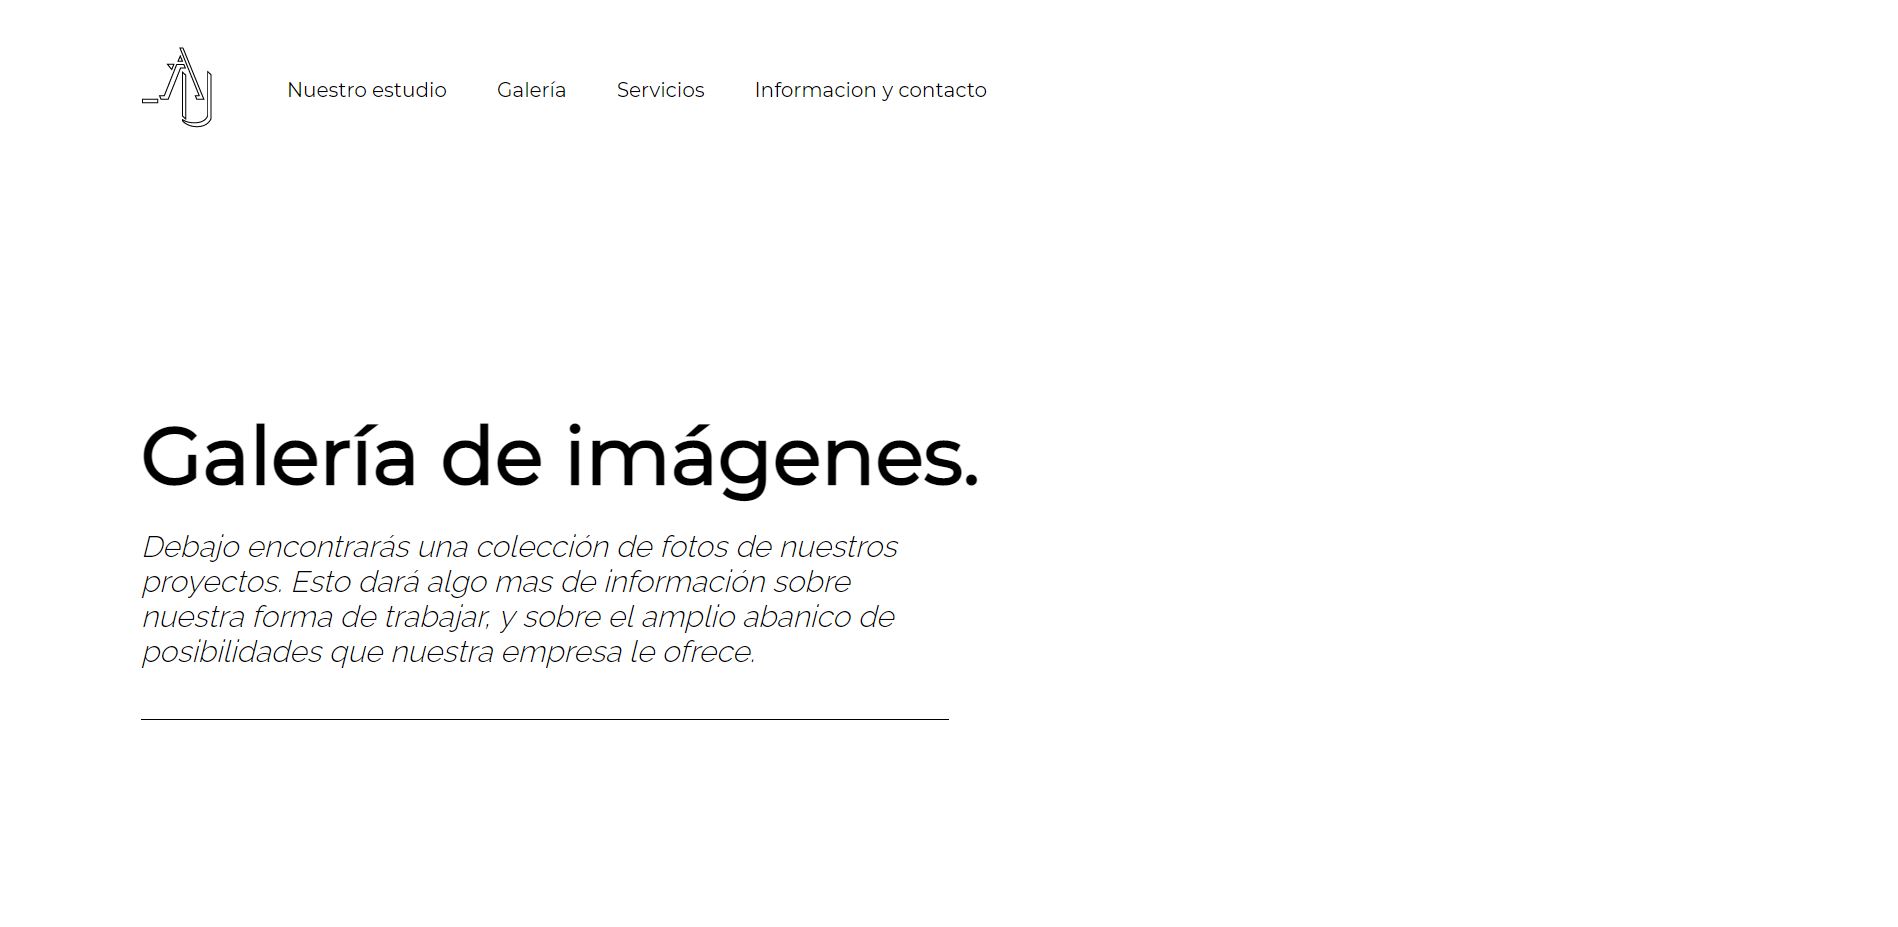 Nuestro estudio Galería Servicios Informacion y contacto
Galería de imágenes.
Debajo encontrarás una colección de fotos de nuestros
proyectos. Esto dará algo mas de información sobre
nuestra forma de trabajar, y sobre el amplio abanico de
posibilidades que nuestra empresa le ofrece.